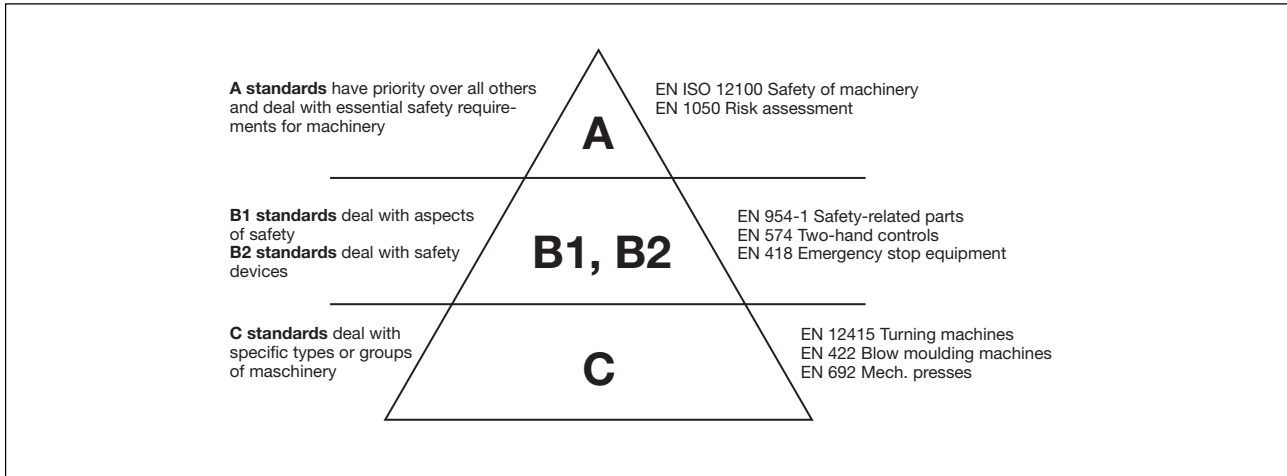 A standards have priority over all others
and deal with essential safety require-
ments for machinery
EN ISO 12100 Safety of machinery
EN 1050 Risk assessment
A
B1 standards deal with aspects
of safety
B2 standards deal with safety
devices
B1, B2
EN 954-1 Safety-related parts
EN 574 Two-hand controls
EN 418 Emergency stop equipment
C standards deal with
specific types or groups
of maschinery
C
EN 12415 Turning machines
EN 422 Blow moulding machines
EN 692 Mech. presses